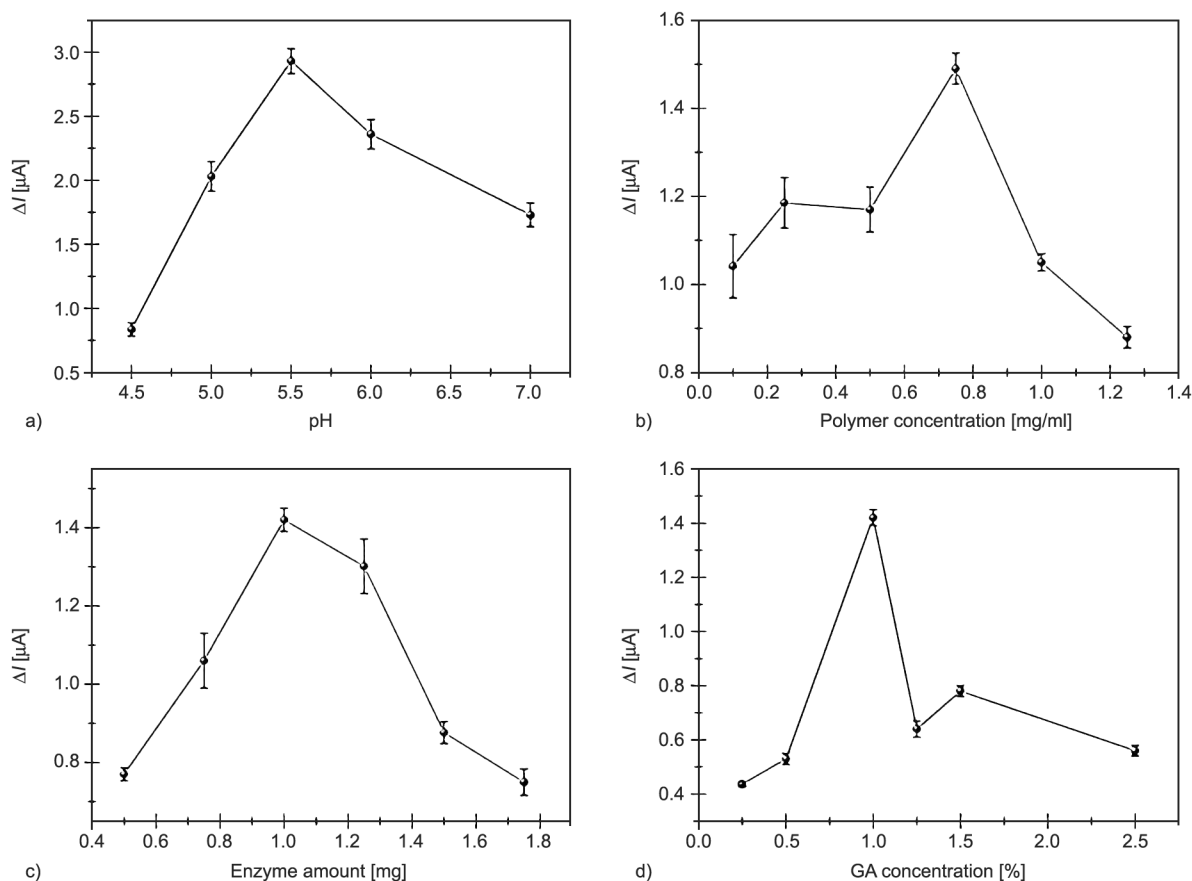 3.0
2.5
2.0
1.5
1.0
0.5
ΔI [μA]
4.5 5.0 5.5 6.0 6.5 7.0
a) pH
1.6
1.4
1.2
1.0
0.8
ΔI [μA]
0.0 0.2 0.4 0.6 0.8 1.0 1.2 1.4
b) Polymer concentration [mg/ml]
1.4
1.2
1.0
0.8
ΔI [μA]
0.4 0.6 0.8 1.0 1.2 1.4 1.6 1.8
c) Enzyme amount [mg]
1.6
1.4
1.2
1.0
0.8
0.6
0.4
ΔI [μA]
0.0 0.5 1.0 1.5 2.0 2.5
d) GA concentration [%]